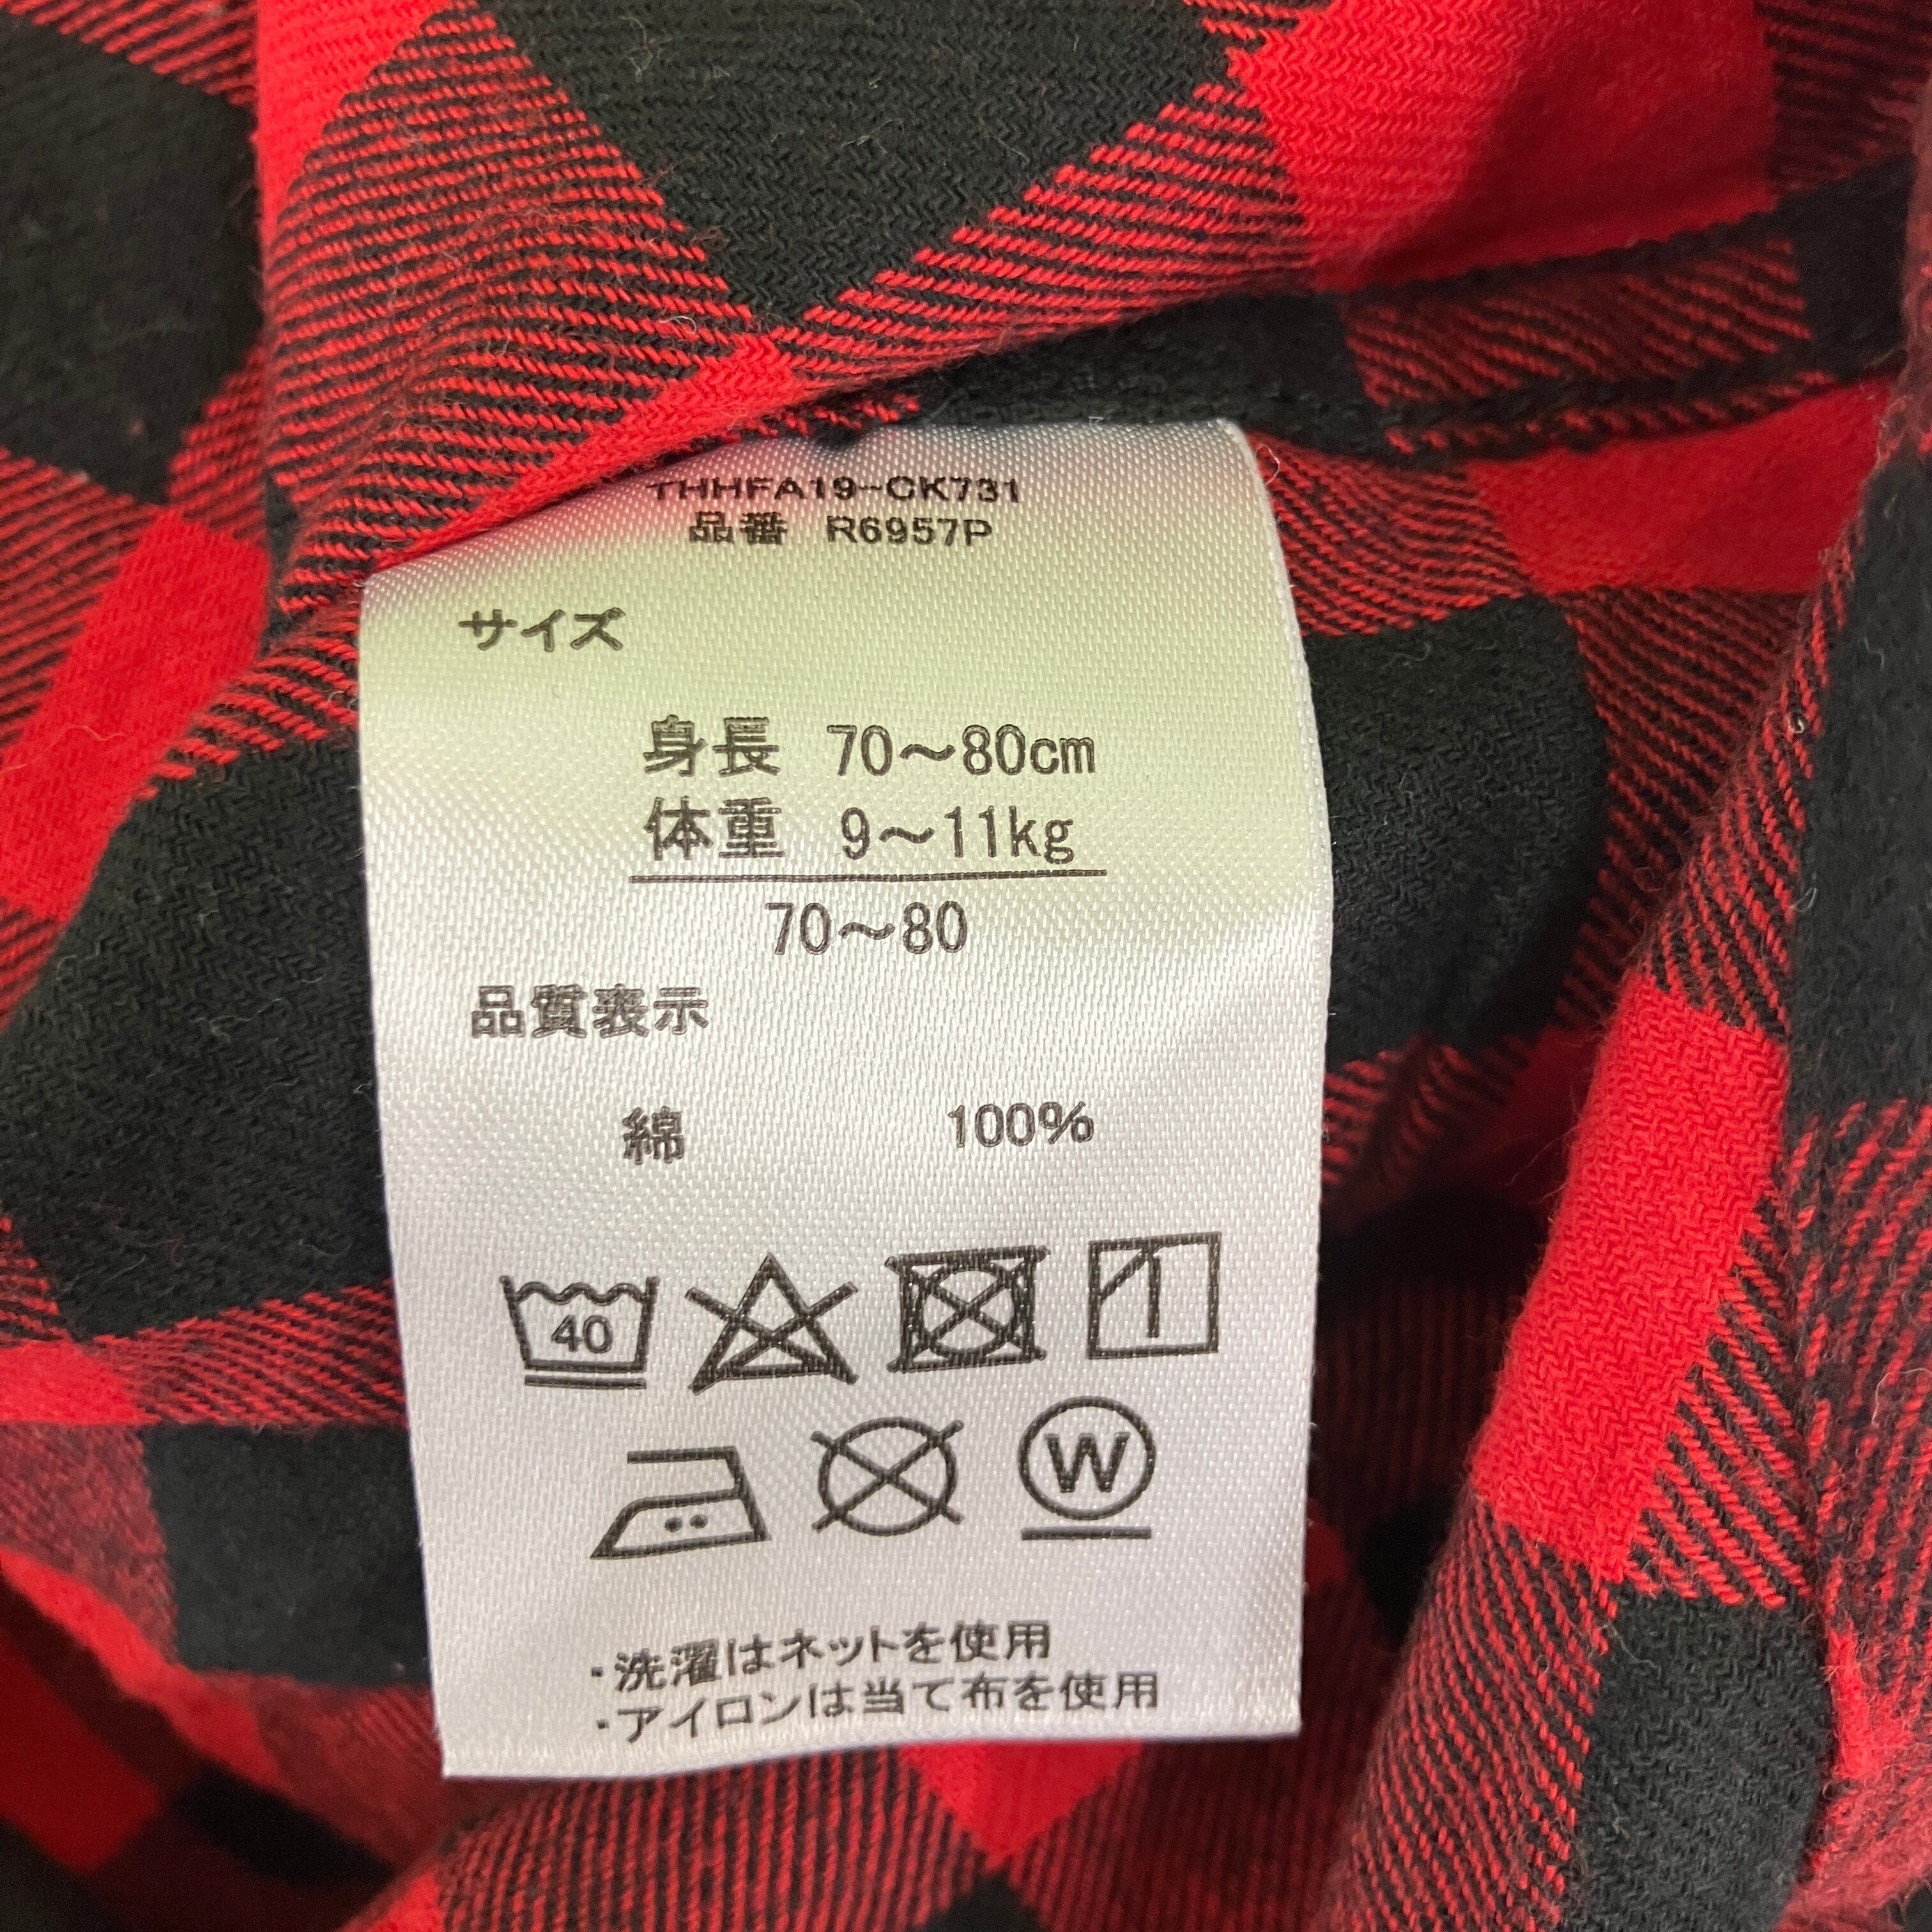 THHFA19-CK731
品番 R6957P
サイズ
身長 70～80cm
体重 9～11kg
70～80
品質表示
綿 100%
40
W
・洗濯はネットを使用
・アイロンは当て布を使用